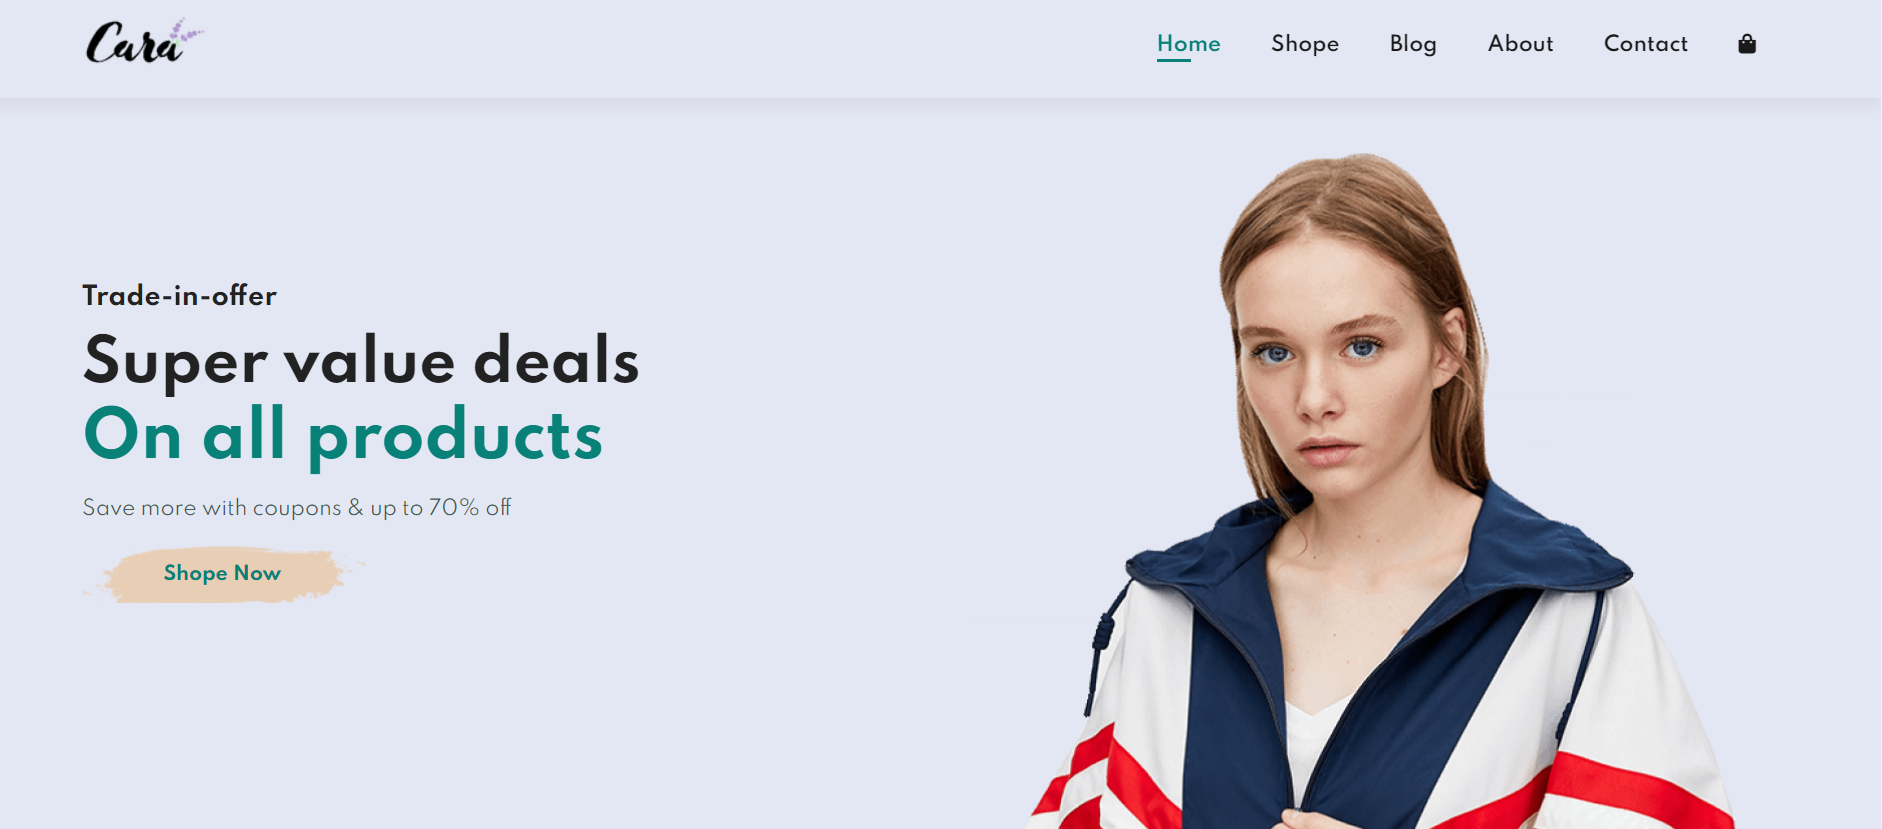 Cara
Home Shope Blog About Contact
Trade-in-offer
Super value deals
On all products
Save more with coupons & up to 70% off
Shope Now